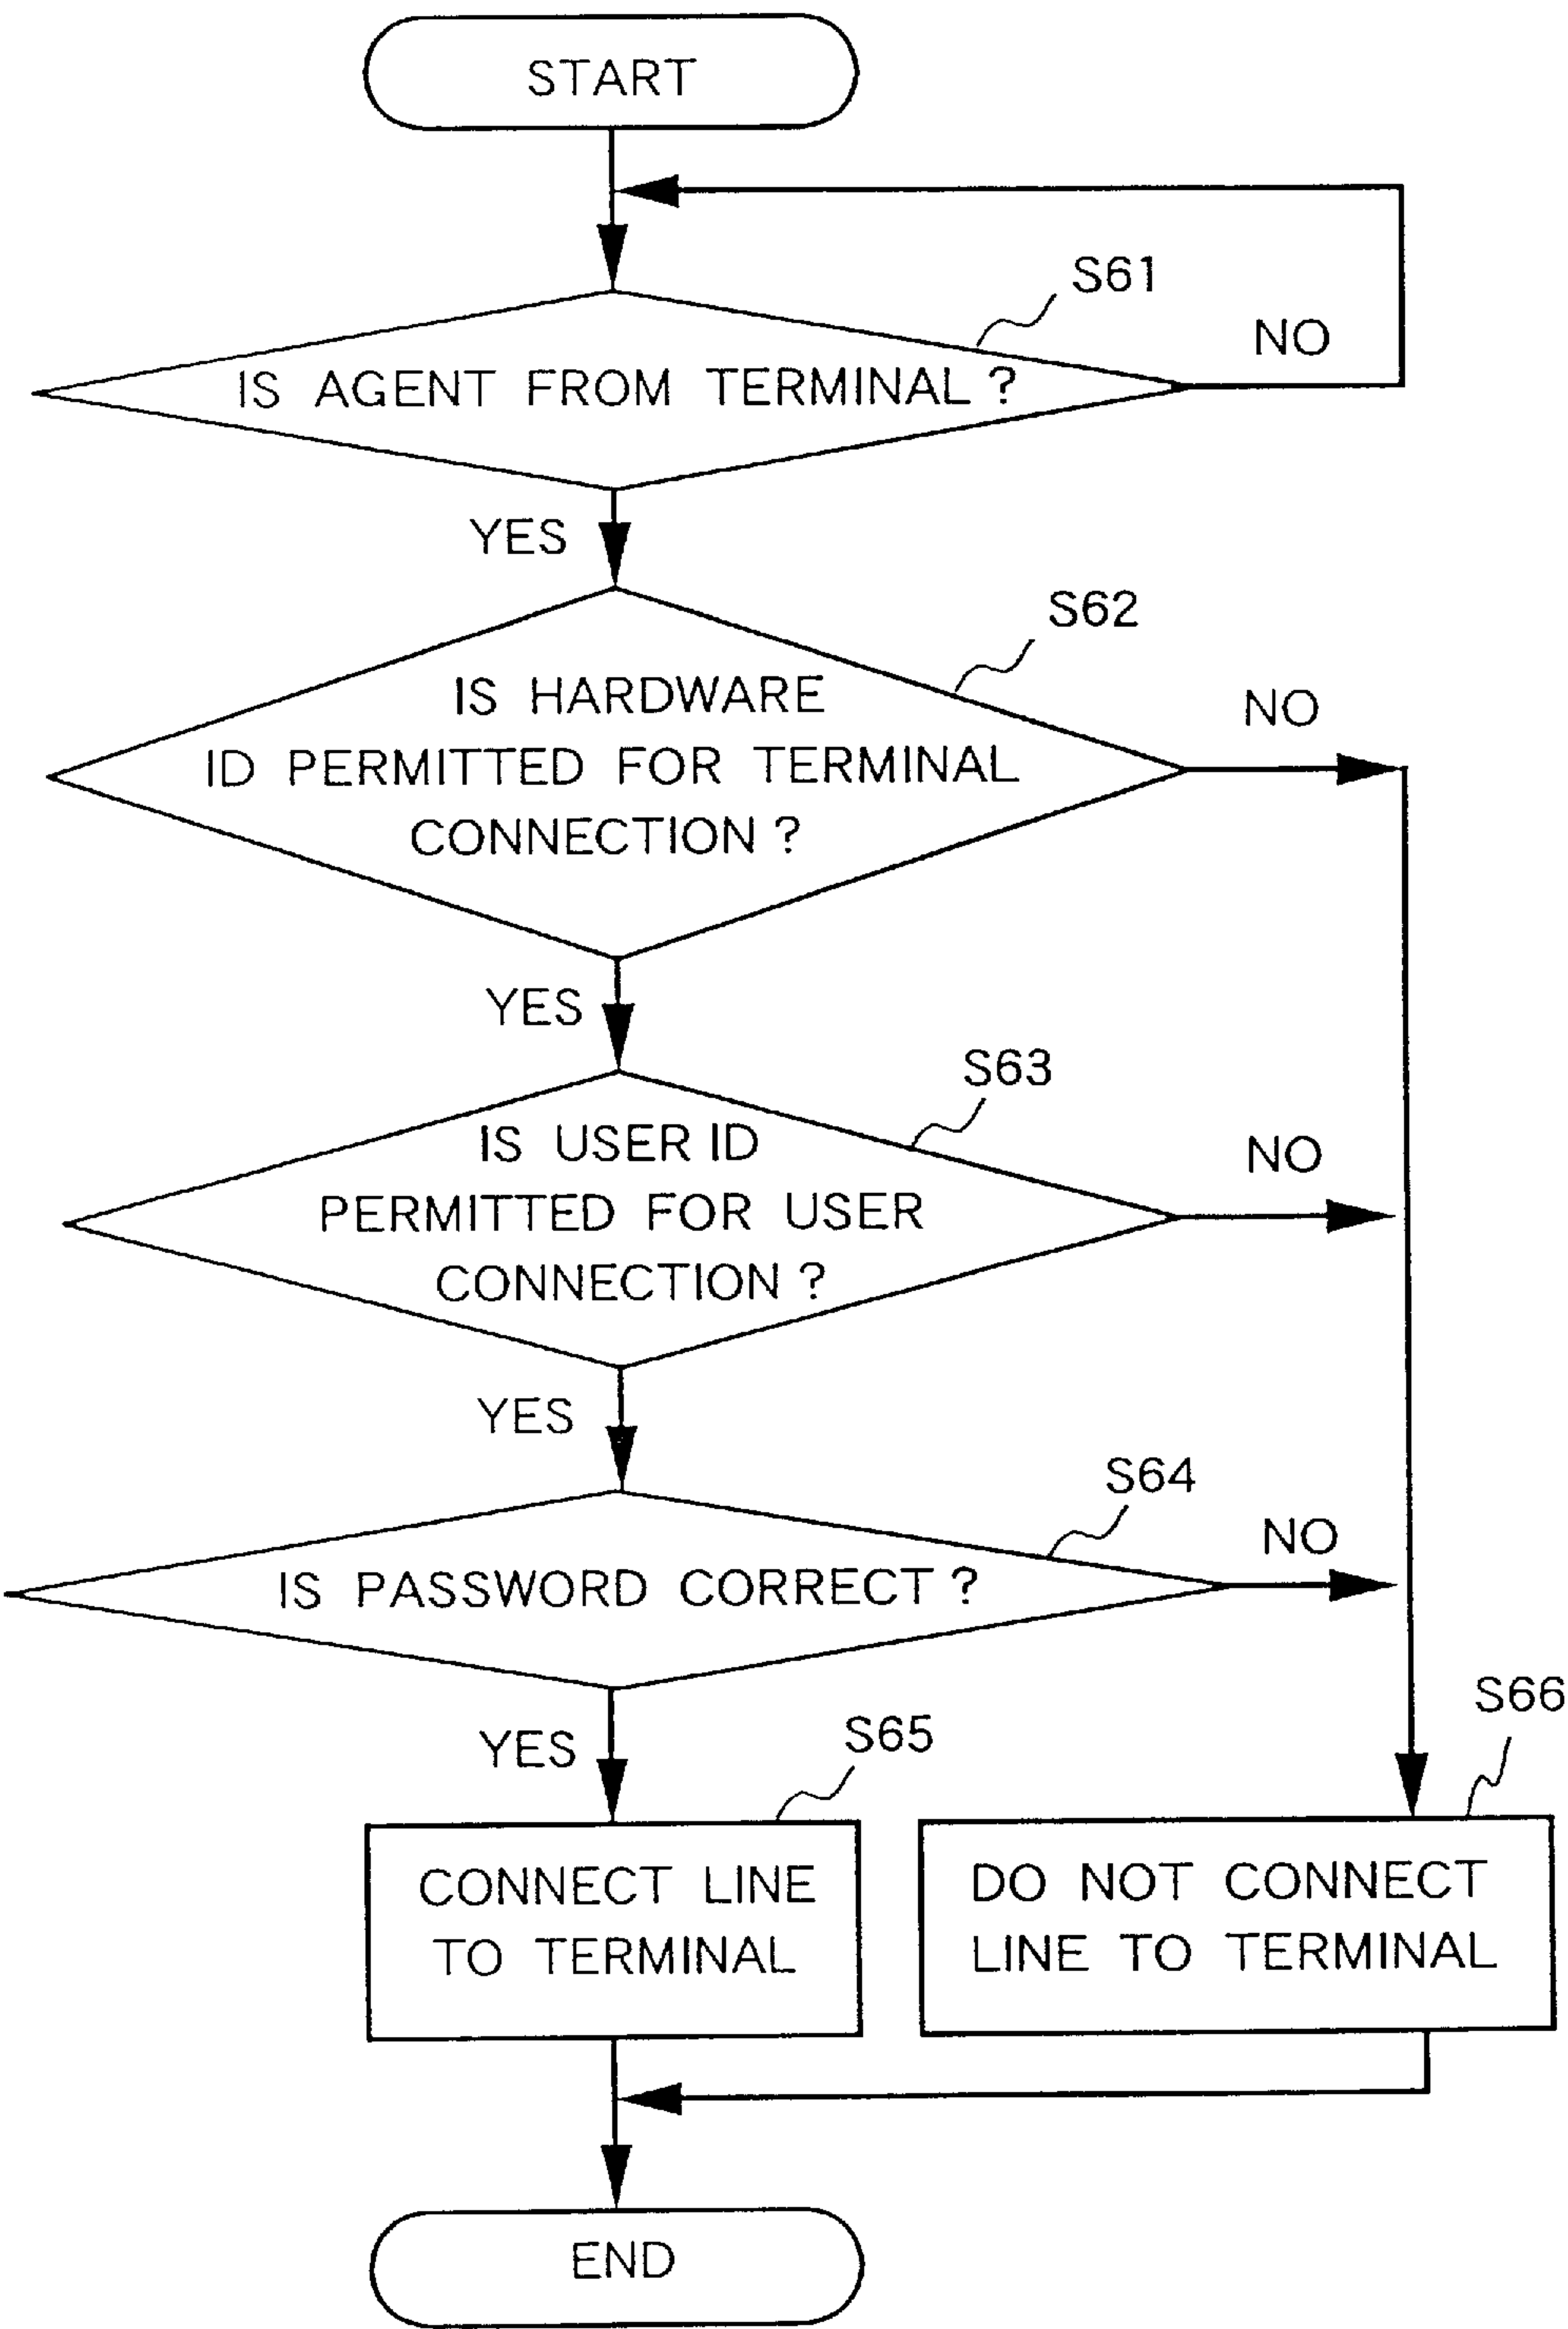 START
S61
NO
IS AGENT FROM TERMINAL ?
YES
S62
IS HARDWARE
ID PERMITTED FOR TERMINAL
CONNECTION ?
NO
YES
S63
IS USER ID
PERMITTED FOR USER
CONNECTION ?
NO
YES
S64
NO
IS PASSWORD CORRECT ?
YES
S65
S66
CONNECT LINE
TO TERMINAL
DO NOT CONNECT
LINE TO TERMINAL
END